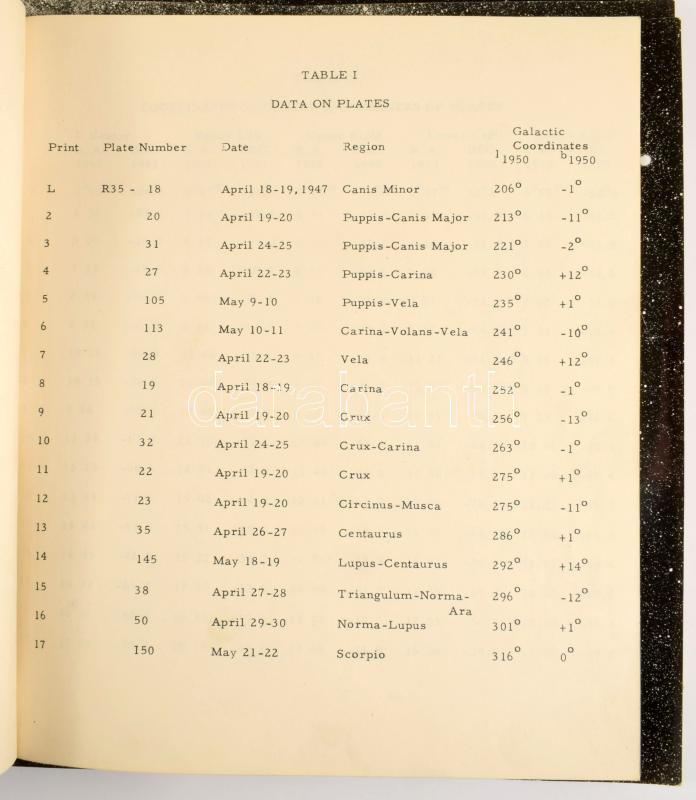 TABLE I
DATA ON PLATES
Galactic
Print Plate Number Date Region Coordinates
l1950 b1950
L R35 - 18 April 18-19, 1947 Canis Minor 206° -1°
2 20 April 19-20 Puppis-Canis Major 213° -11°
3 31 April 24-25 Puppis-Canis Major 221° -2°
4 27 April 22-23 Puppis-Carina 230° +12°
5 105 May 9-10 Puppis-Vela 235° +1°
6 113 May 10-11 Carina-Volans-Vela 241° -10°
7 28 April 22-23 Vela 246° +12°
8 19 April 18-19 Carina 252° -1°
9 21 April 19-20 Crux 256° -13°
10 32 April 24-25 Crux-Carina 263° -1°
11 22 April 19-20 Crux 275° +1°
12 23 April 19-20 Circinus-Musca 275° -11°
13 35 April 26-27 Centaurus 286° +1°
14 145 May 18-19 Lupus-Centaurus 292° +14°
15 38 April 27-28 Triangulum-Norma- 296° -12°
Ara
16 50 April 29-30 Norma-Lupus 301° +1°
17 150 May 21-22 Scorpio 316° 0°
darabanth